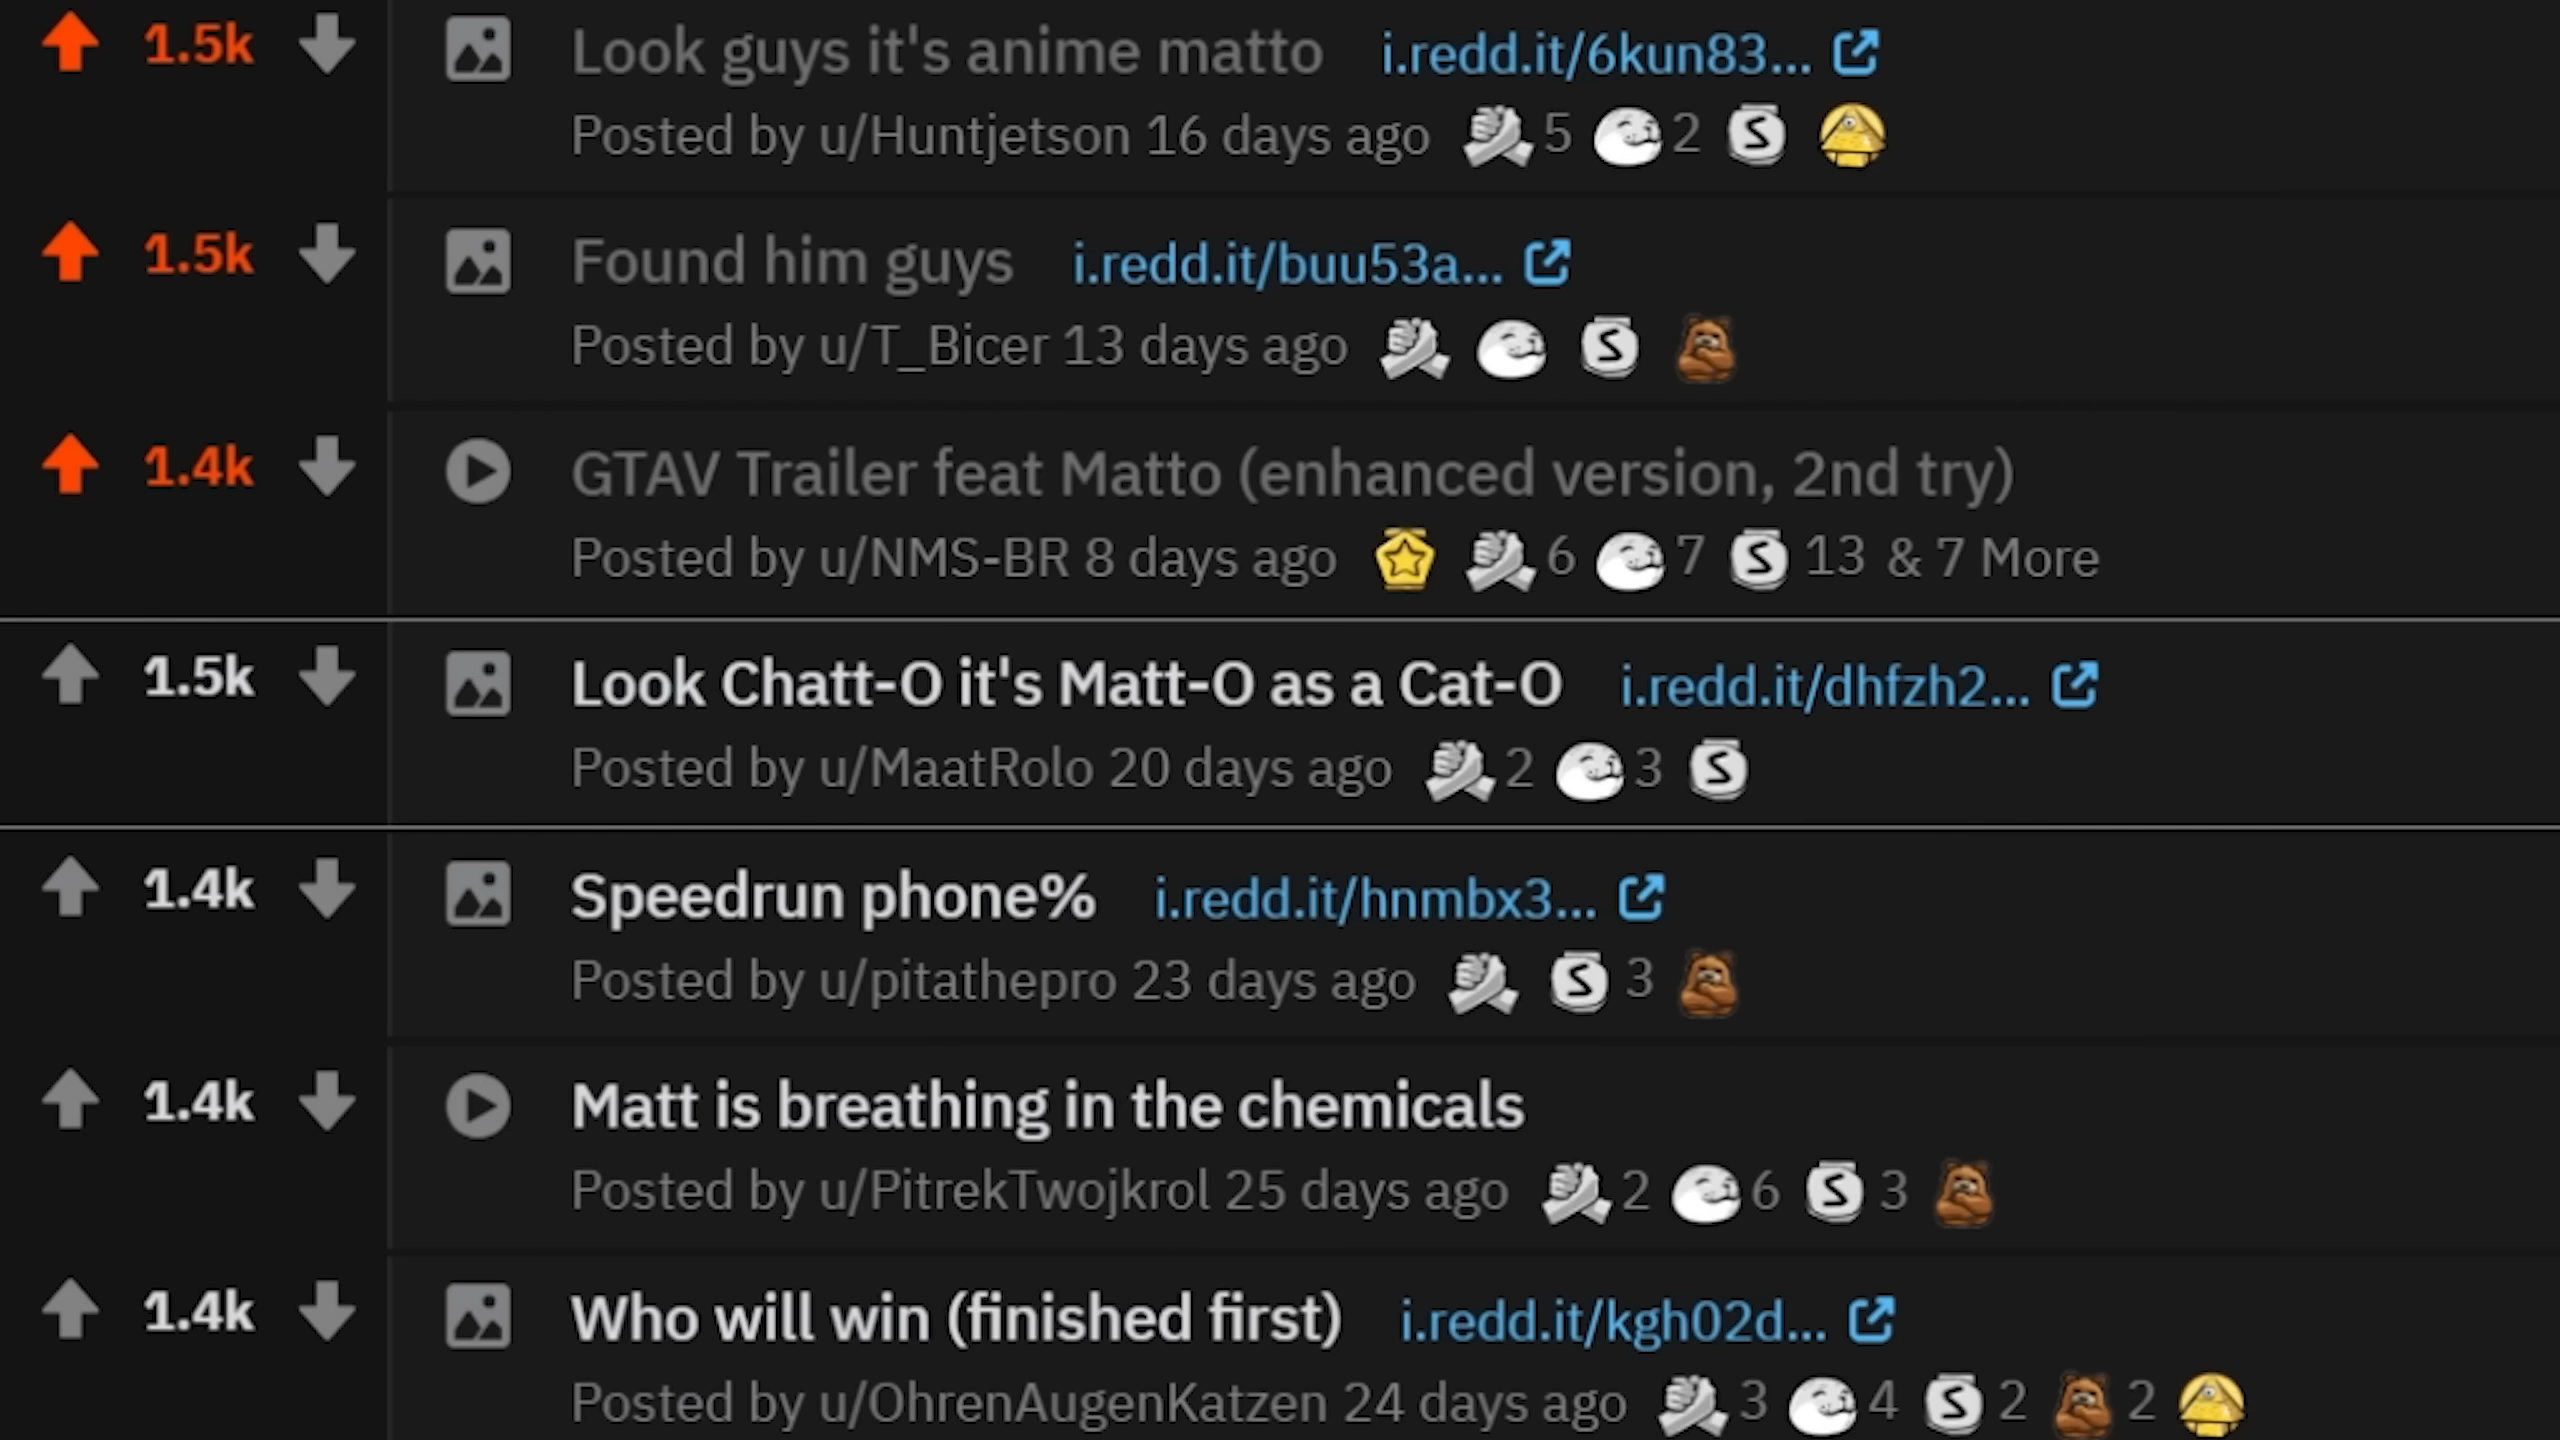 1.5k Look guys it's anime matto i.redd.it/6kun83...
Posted by u/Huntjetson 16 days ago 5 2 S
1.5k Found him guys i.redd.it/buu53a...
Posted by u/T_Bicer 13 days ago S
1.4k GTAV Trailer feat Matto (enhanced version, 2nd try)
Posted by u/NMS-BR 8 days ago 6 7 S 13 & 7 More
1.5k Look Chatt-O it's Matt-O as a Cat-O i.redd.it/dhfzh2...
Posted by u/MaatRolo 20 days ago 2 3 S
1.4k Speedrun phone% i.redd.it/hnmbx3...
Posted by u/pitathepro 23 days ago S 3
1.4k Matt is breathing in the chemicals
Posted by u/PitrekTwojkrol 25 days ago 2 6 S 3
1.4k Who will win (finished first) i.redd.it/kgh02d...
Posted by u/OhrenAugenKatzen 24 days ago 3 4 S 2 2